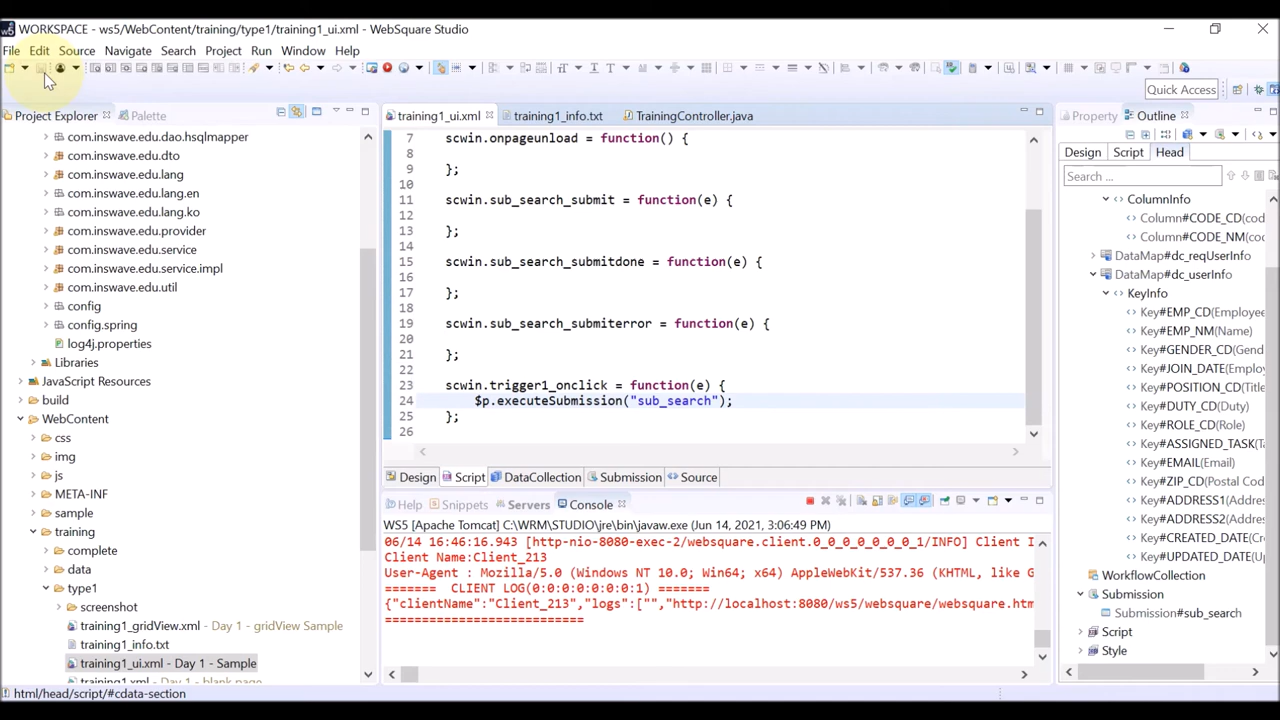 WORKSPACE - ws5/WebContent/training/type1/training1_ui.xml - WebSquare Studio
File Edit Source Navigate Search Project Run Window Help
Quick Access
Project Explorer
Palette
com.inswave.edu.dao.hsqlmapper
com.inswave.edu.dto
com.inswave.edu.lang
com.inswave.edu.lang.en
com.inswave.edu.lang.ko
com.inswave.edu.provider
com.inswave.edu.service
com.inswave.edu.service.impl
com.inswave.edu.util
config
config.spring
log4j.properties
Libraries
JavaScript Resources
build
WebContent
css
img
js
META-INF
sample
training
complete
data
type1
screenshot
training1_gridView.xml - Day 1 - gridView Sample
training1_info.txt
training1_ui.xml - Day 1 - Sample
training1.xml - Day 1 - blank page
html/head/script/#cdata-section
training1_ui.xml training1_info.txt TrainingController.java
7 scwin.onpageunload = function() {
8
9 };
10
11 scwin.sub_search_submit = function(e) {
12
13 };
14
15 scwin.sub_search_submitdone = function(e) {
16
17 };
18
19 scwin.sub_search_submiterror = function(e) {
20
21 };
22
23 scwin.trigger1_onclick = function(e) {
24 $p.executeSubmission("sub_search");
25 };
26
Design Script DataCollection Submission Source
Help Snippets Servers Console
WS5 [Apache Tomcat] C:\WRM\STUDIO\jre\bin\javaw.exe (Jun 14, 2021, 3:06:49 PM)
06/14 16:46:16.943 [http-nio-8080-exec-2/websquare.client.0_0_0_0_0_0_0_1/INFO] Client I
Client Name:Client_213
User-Agent : Mozilla/5.0 (Windows NT 10.0; Win64; x64) AppleWebKit/537.36 (KHTML, like G
======= CLIENT LOG(0:0:0:0:0:0:0:1) =======
{"clientName":"Client_213","logs":["","http://localhost:8080/ws5/websquare/websquare.htm
==========================
Property Outline
Design Script Head
Search ...
ColumnInfo
Column#CODE_CD(cod
Column#CODE_NM(co
DataMap#dc_reqUserInfo
DataMap#dc_userInfo
KeyInfo
Key#EMP_CD(Employee
Key#EMP_NM(Name)
Key#GENDER_CD(Gend
Key#JOIN_DATE(Joining
Key#POSITION_CD(Title
Key#DUTY_CD(Duty)
Key#ROLE_CD(Role)
Key#ASSIGNED_TASK(T
Key#EMAIL(Email)
Key#ZIP_CD(Postal Cod
Key#ADDRESS1(Addres
Key#ADDRESS2(Addres
Key#CREATED_DATE(Cr
Key#UPDATED_DATE(U
WorkflowCollection
Submission
Submission#sub_search
Script
Style